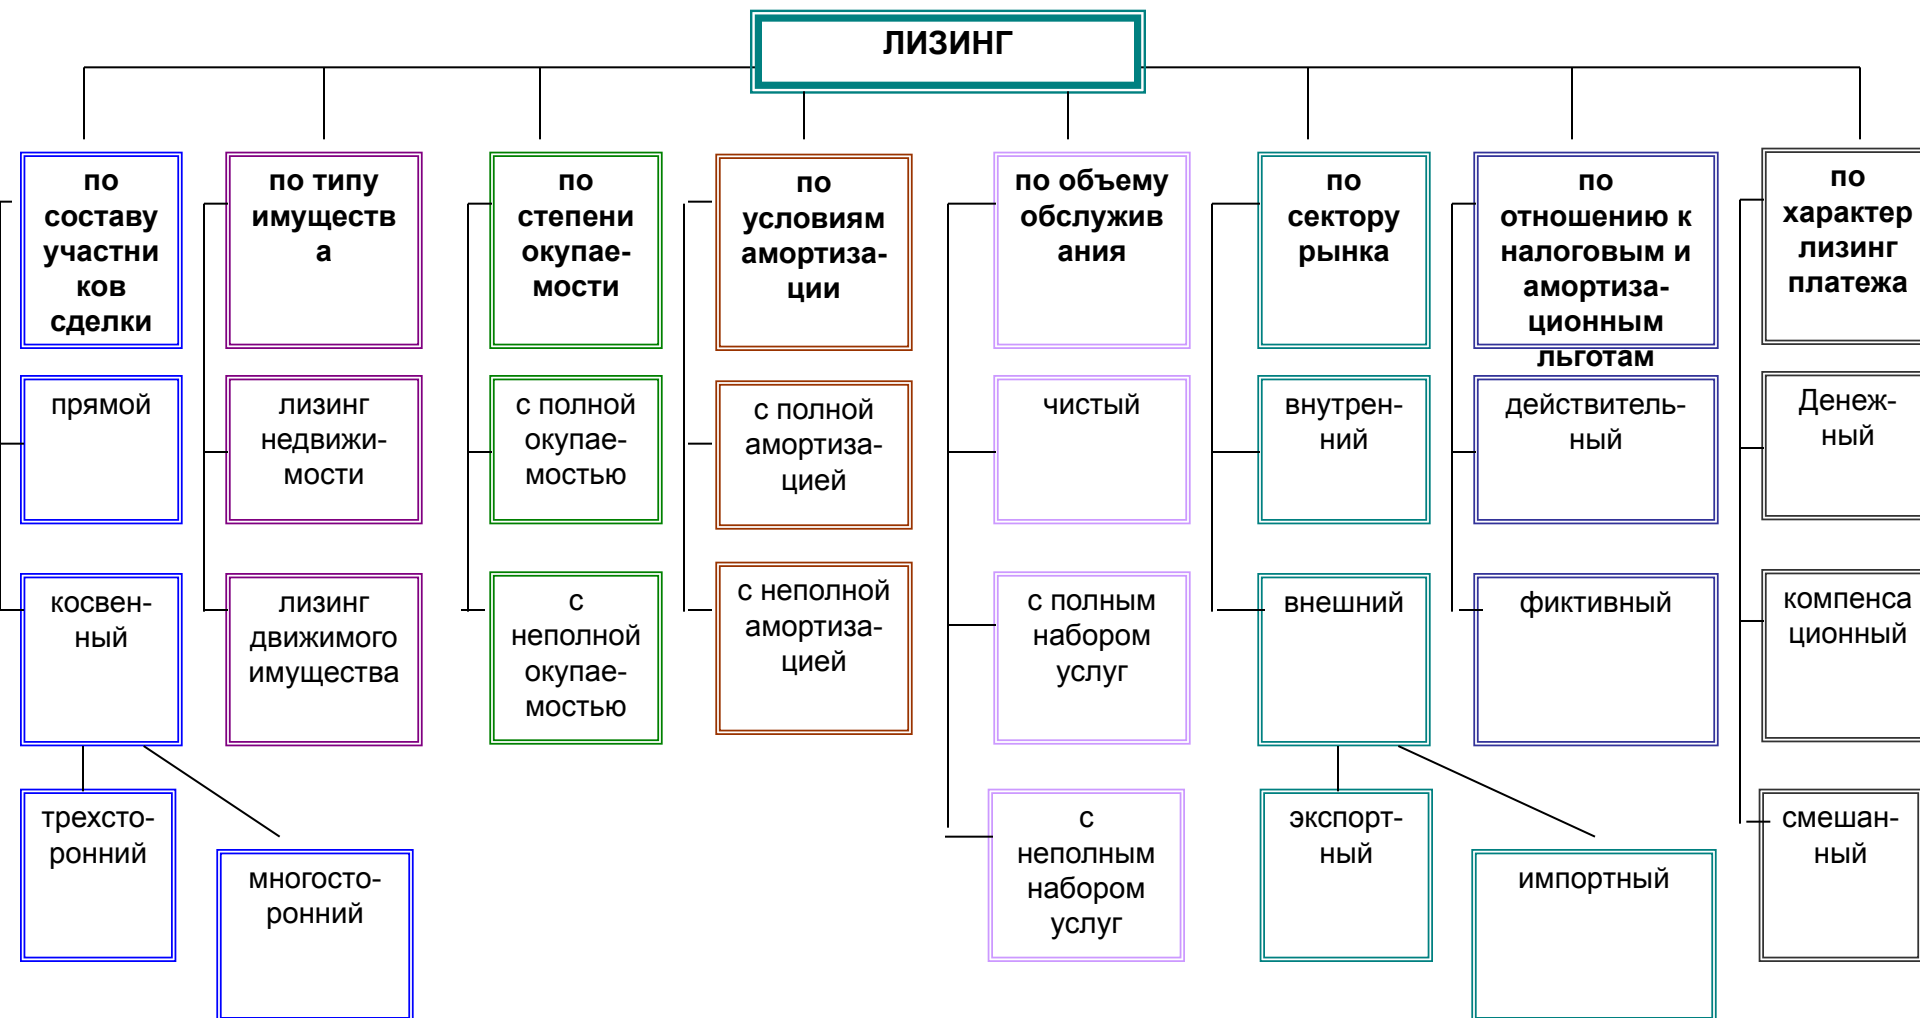 ЛИЗИНГ
по
составу
участни
ков
сделки
по типу
имуществ
а
по
степени
окупае-
мости
по
условиям
амортиза-
ции
по объему
обслужив
ания
по
сектору
рынка
по
отношению к
налоговым и
амортиза-
ционным
льготам
по
характер
лизинг
платежа
прямой
лизинг
недвижи-
мости
с полной
окупае-
мостью
с полной
амортиза-
цией
чистый
внутрен-
ний
действитель-
ный
Денеж-
ный
косвен-
ный
лизинг
движимого
имущества
с
неполной
окупае-
мостью
с неполной
амортиза-
цией
с полным
набором
услуг
внешний
фиктивный
компенса
ционный
трехсто-
ронний
многосто-
ронний
с
неполным
набором
услуг
экспорт-
ный
импортный
смешан-
ный